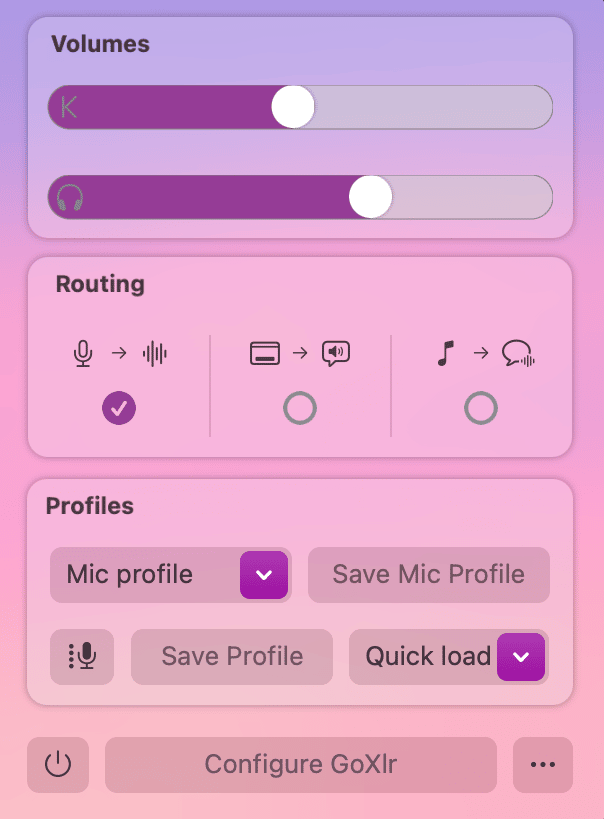 Volumes
Routing
Profiles
Mic profile
Save Mic Profile
Save Profile
Quick load
Configure GoXlr